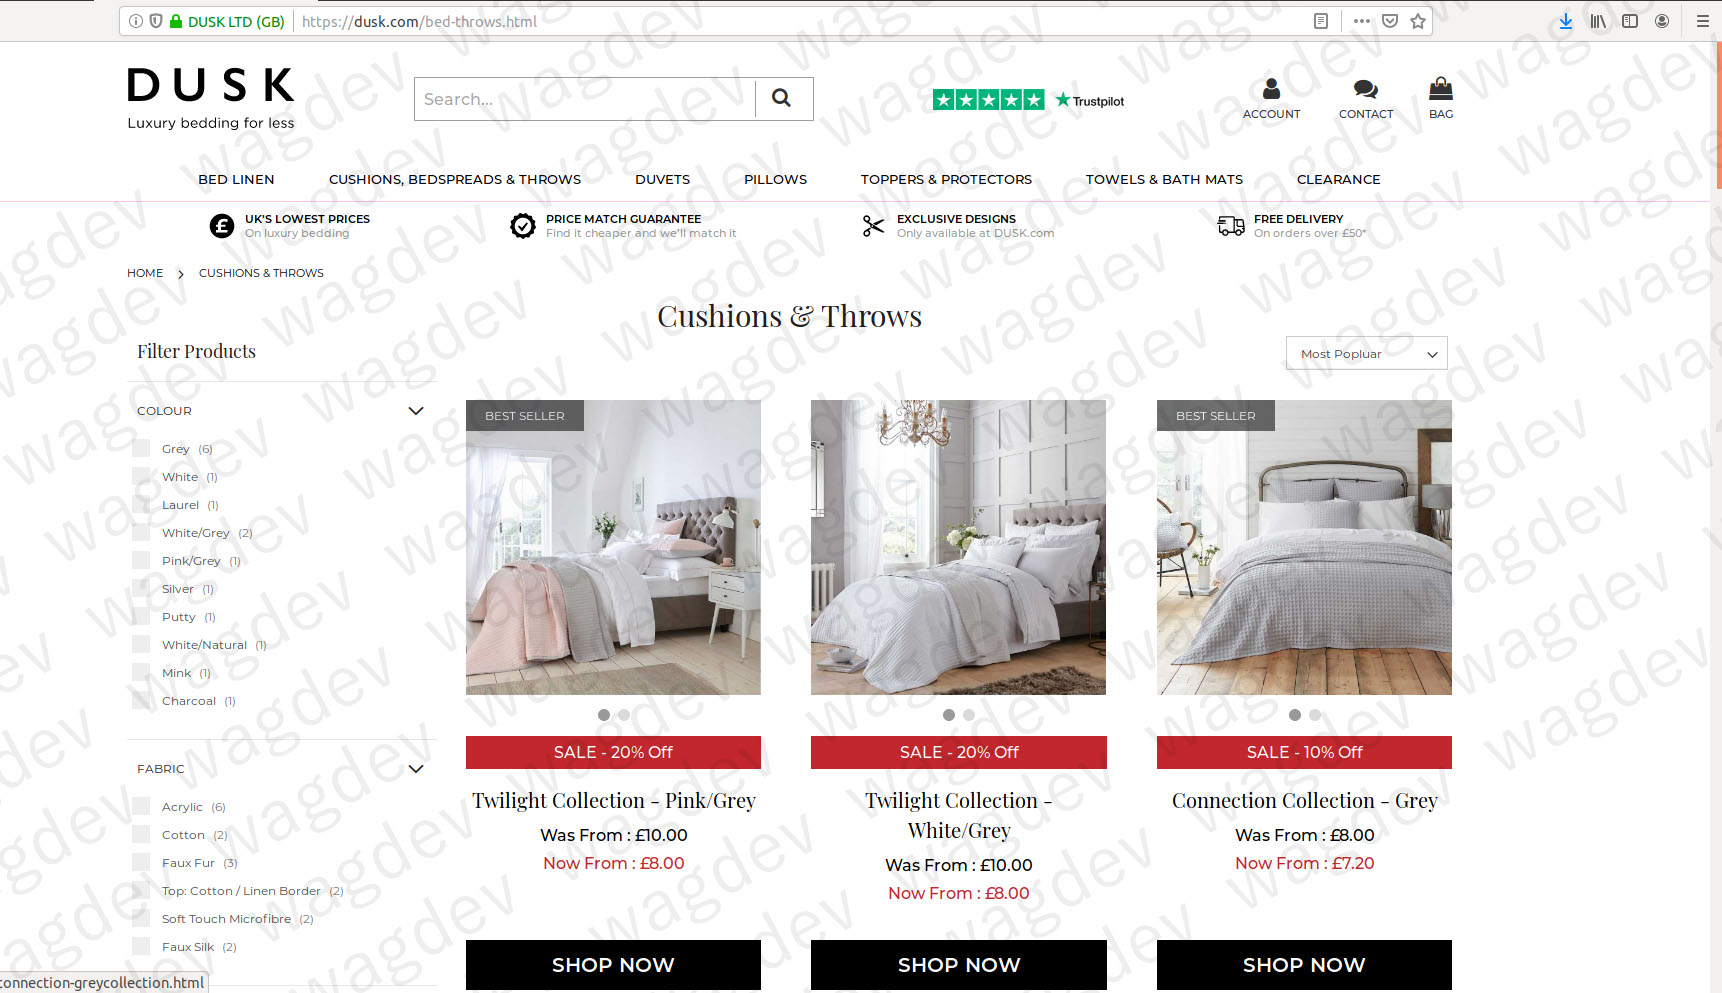 DUSK LTD (GB)
https://dusk.com/bed-throws.html
DUSK
Luxury bedding for less
Search...
Trustpilot
ACCOUNT
CONTACT
BAG
BED LINEN
CUSHIONS, BEDSPREADS & THROWS
DUVETS
PILLOWS
TOPPERS & PROTECTORS
TOWELS & BATH MATS
CLEARANCE
UK'S LOWEST PRICES
On luxury bedding
PRICE MATCH GUARANTEE
Find it cheaper and we'll match it
EXCLUSIVE DESIGNS
Only available at DUSK.com
FREE DELIVERY
On orders over £50*
HOME > CUSHIONS & THROWS
Cushions & Throws
Filter Products
Most Popluar
COLOUR
Grey (6)
White (1)
Laurel (1)
White/Grey (2)
Pink/Grey (1)
Silver (1)
Putty (1)
White/Natural (1)
Mink (1)
Charcoal (1)
FABRIC
Acrylic (6)
Cotton (2)
Faux Fur (3)
Top: Cotton / Linen Border (2)
Soft Touch Microfibre (2)
Faux Silk (2)
BEST SELLER
SALE - 20% Off
Twilight Collection - Pink/Grey
Was From : £10.00
Now From : £8.00
SHOP NOW
SALE - 20% Off
Twilight Collection -
White/Grey
Was From : £10.00
Now From : £8.00
SHOP NOW
BEST SELLER
SALE - 10% Off
Connection Collection - Grey
Was From : £8.00
Now From : £7.20
SHOP NOW
connection-greycollection.html
wagdev